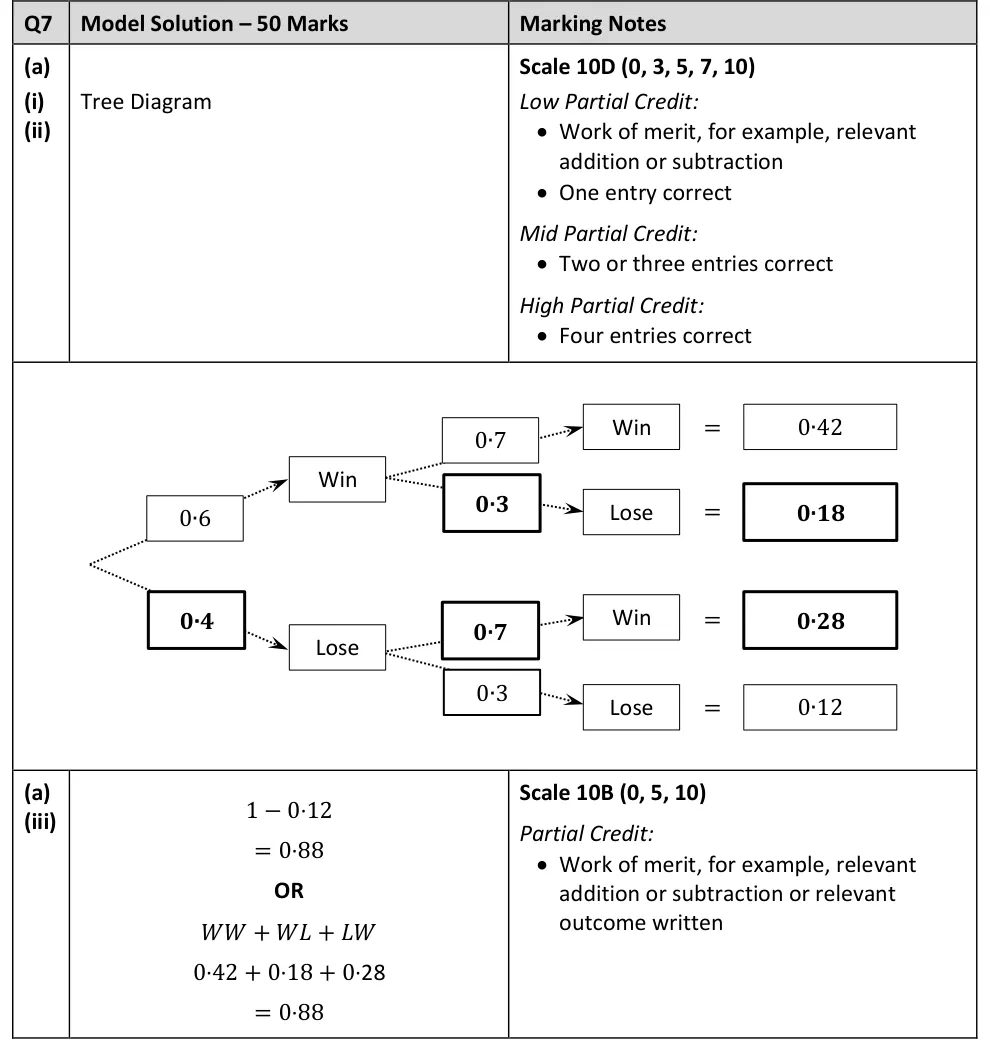 Q7 Model Solution – 50 Marks Marking Notes
(a) Scale 10D (0, 3, 5, 7, 10)
(i) Tree Diagram Low Partial Credit:
(ii) • Work of merit, for example, relevant
addition or subtraction
• One entry correct
Mid Partial Credit:
• Two or three entries correct
High Partial Credit:
• Four entries correct
0·7 Win = 0·42
Win
0·3 Lose = 0·18
0·6
0·4
0·7 Win = 0·28
Lose
0·3 Lose = 0·12
(a) Scale 10B (0, 5, 10)
(iii) 1 − 0·12
= 0·88
OR
WW + WL + LW
0·42 + 0·18 + 0·28
= 0·88
Partial Credit:
• Work of merit, for example, relevant
addition or subtraction or relevant
outcome written